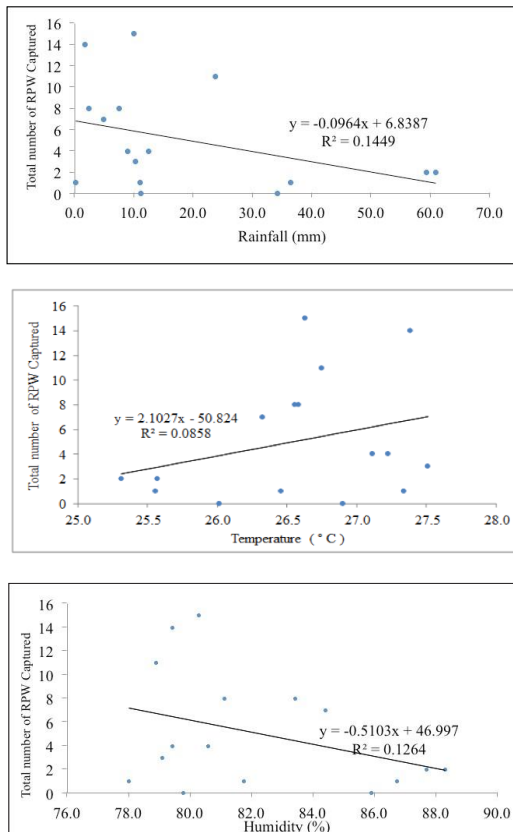 Total number of RPW Captured
16
14
12
10
8
6
4
2
0
y = -0.0964x + 6.8387
R² = 0.1449
0.0 10.0 20.0 30.0 40.0 50.0 60.0 70.0
Rainfall (mm)
Total number of RPW Captured
16
14
12
10
8
6
4
2
0
y = 2.1027x - 50.824
R² = 0.0858
25.0 25.5 26.0 26.5 27.0 27.5 28.0
Temperature ( ° C )
Total number of RPW Captured
16
14
12
10
8
6
4
2
0
y = -0.5103x + 46.997
R² = 0.1264
76.0 78.0 80.0 82.0 84.0 86.0 88.0 90.0
Humidity (%)